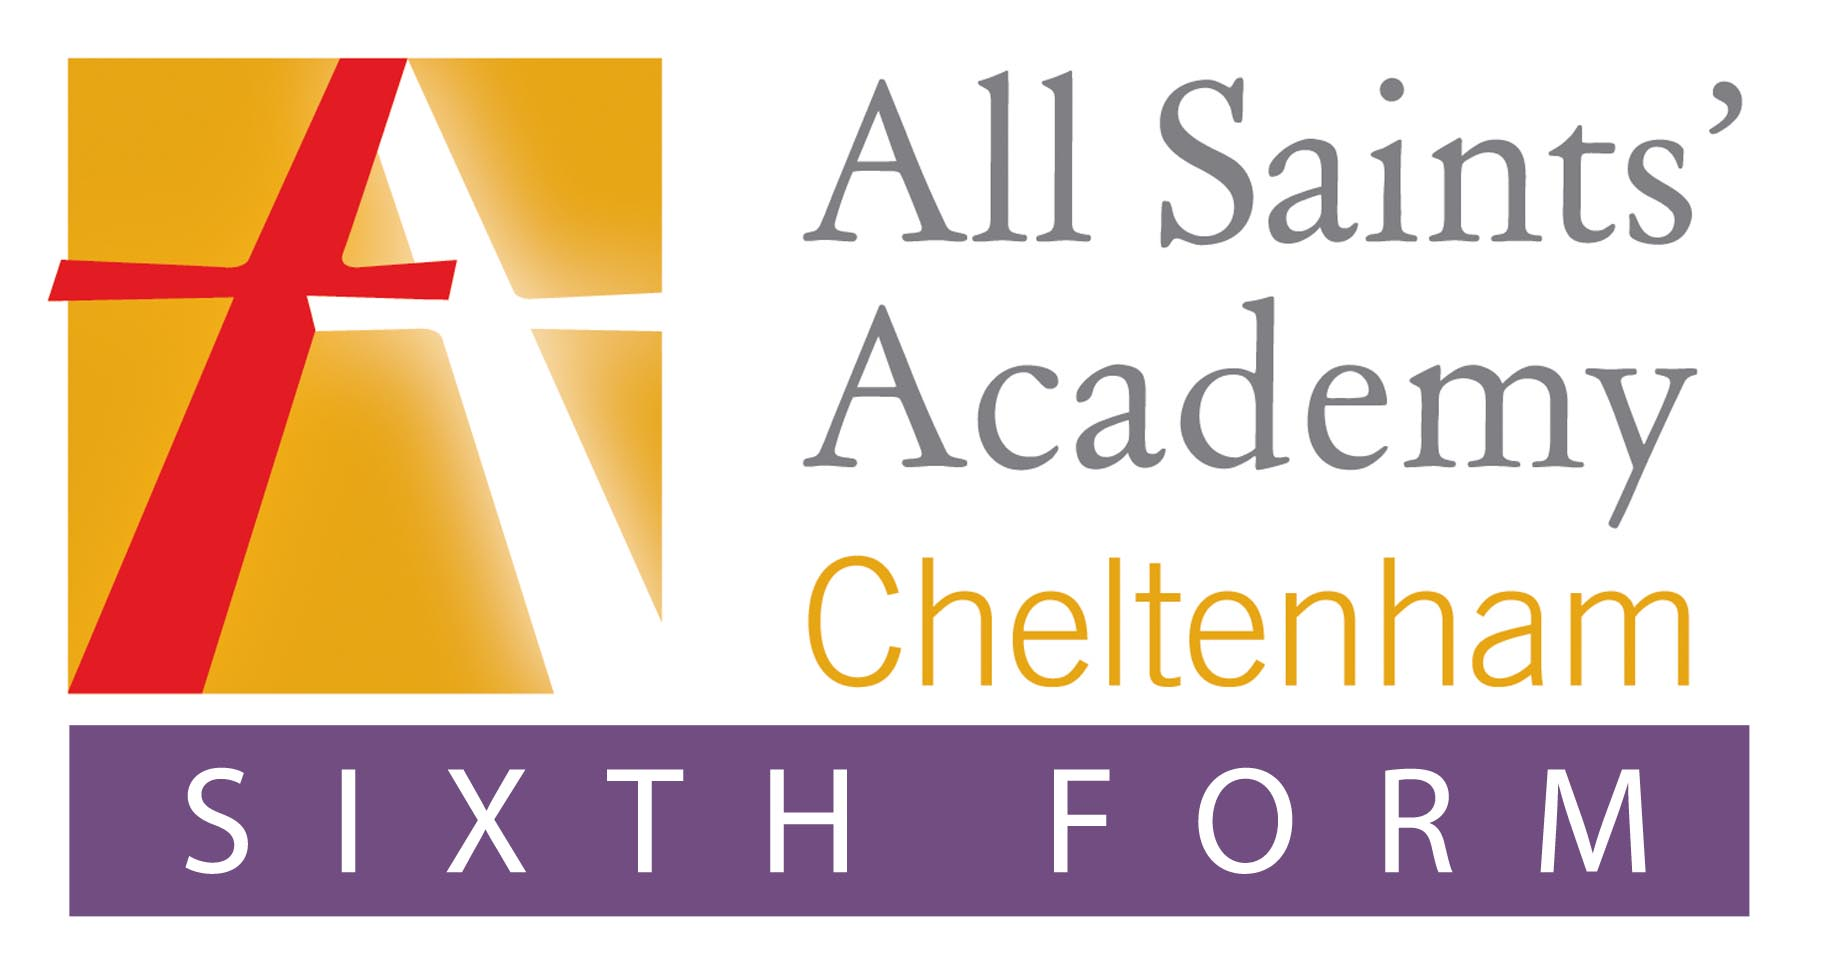 All Saints’
Academy
Cheltenham
SIXTH FORM